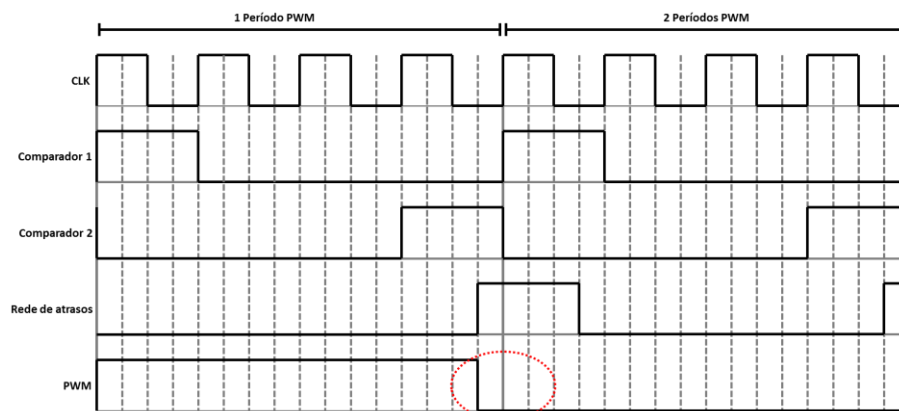 1 Período PWM
2 Períodos PWM
CLK
Comparador 1
Comparador 2
Rede de atrasos
PWM